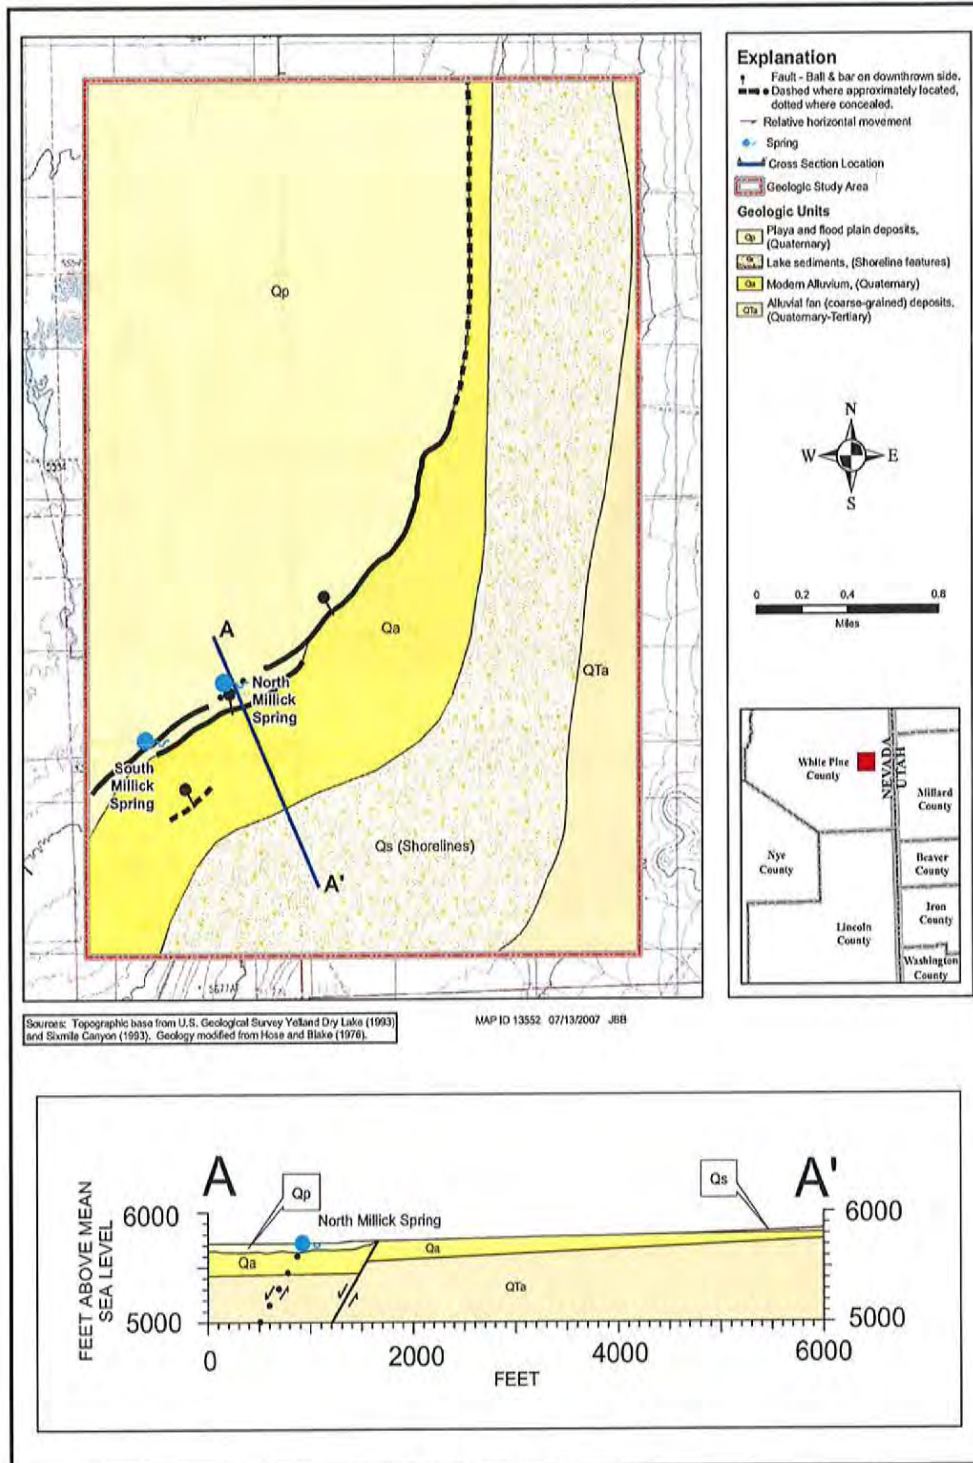 Explanation
Fault - Ball & bar on downthrown side.
Dashed where approximately located,
dotted where concealed.
Relative horizontal movement
Spring
Cross Section Location
Geologic Study Area
Geologic Units
Qp
Playa and flood plain deposits,
(Quaternary)
Lake sediments, (Shoreline features)
Qa
Modern Alluvium, (Quaternary)
QTa
Alluvial fan (coarse-grained) deposits,
(Quaternary-Tertiary)
N
W
E
S
0
0.2
0.4
0.8
Miles
White Pine
County
NEVADA
UTAH
Millard
County
Nye
County
Beaver
County
Iron
County
Lincoln
County
Washington
County
Qp
Qa
QTa
A
North
Millick
Spring
South
Millick
Spring
Qs (Shorelines)
A'
Sources: Topographic base from U.S. Geological Survey Yelland Dry Lake (1993)
and Sixmile Canyon (1993). Geology modified from Hose and Blake (1976).
MAP ID 13552 07/13/2007 JBB
A
Qp
Qs
A'
6000
North Millick Spring
6000
Qa
Qa
QTa
FEET ABOVE MEAN
SEA LEVEL
5000
5000
0
2000
4000
6000
FEET